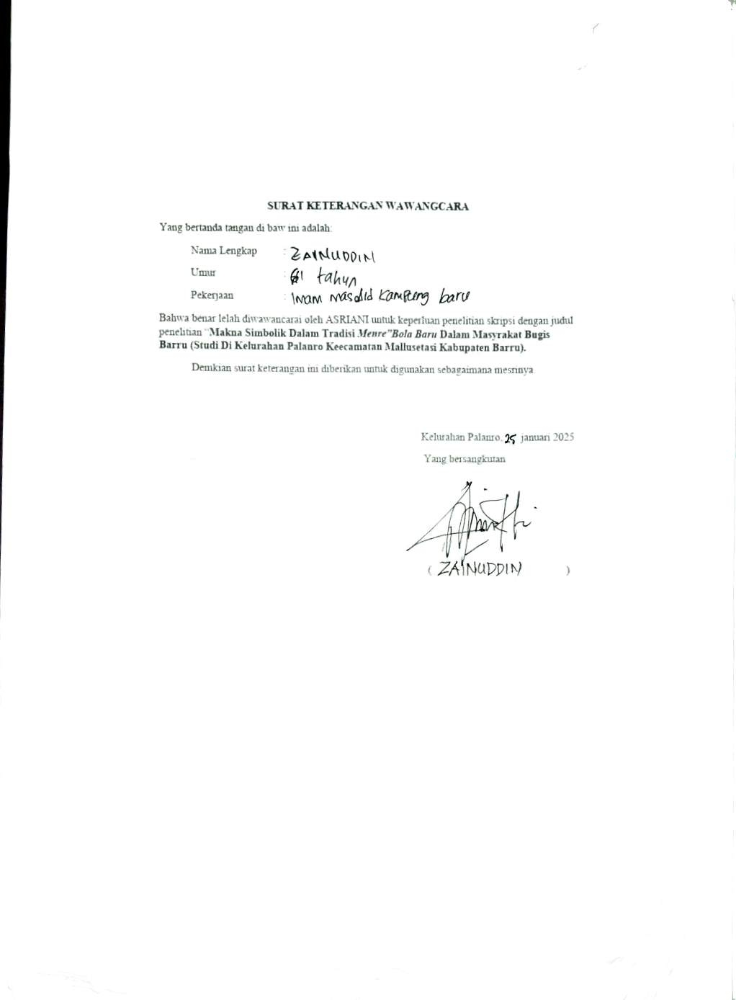 SURAT KETERANGAN WAWANGCARA
Yang bertanda tangan di baw ini adalah:
Nama Lengkap : ZAINUDDIN
Umur : 61 tahun
Pekerjaan : Imam masdid Kampung baru
Bahwa benar lelah diwawancarai oleh ASRIANI untuk keperluan penelitian skripsi dengan judul
penelitian "Makna Simbolik Dalam Tradisi Menre"Bola Baru Dalam Masyrakat Bugis
Barru (Studi Di Kelurahan Palanro Keecamatan Mallusetasi Kabupaten Barru).
Demkian surat keterangan ini diberikan untuk digunakan sebagaimana mestinya.
Kelurahan Palanro, 25 januari 2025
Yang bersangkutan
( ZAINUDDIN )